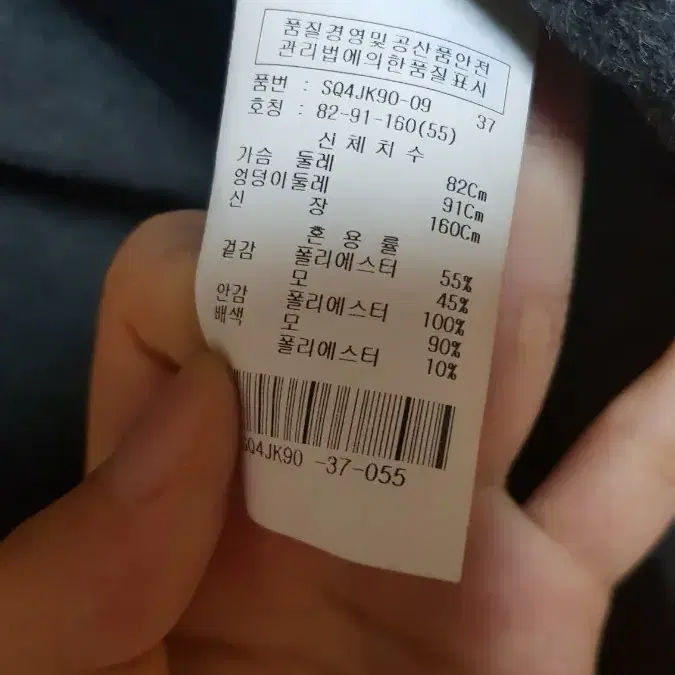 품질경영및 공산품안전
관리법에의한품질표시
품번 : SQ4JK90-09 37
호칭 : 82-91-160(55)
신체치수
가슴 둘레 82Cm
엉덩이둘레 91Cm
신 장 160Cm
혼 용 률
겉감 폴리에스터 55%
모 45%
안감 폴리에스터 100%
배색 모 90%
폴리에스터 10%
SQ4JK90 -37-055